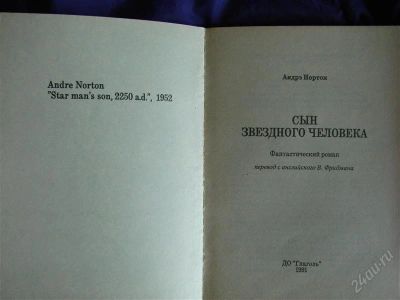 Andre Norton
"Star man's son, 2250 a.d.", 1952
Андрэ Нортон
СЫН
ЗВЕЗДНОГО ЧЕЛОВЕКА
Фантастический роман
перевод с английского В. Фридмана
ДО "Глаголь"
1991
24au.ru